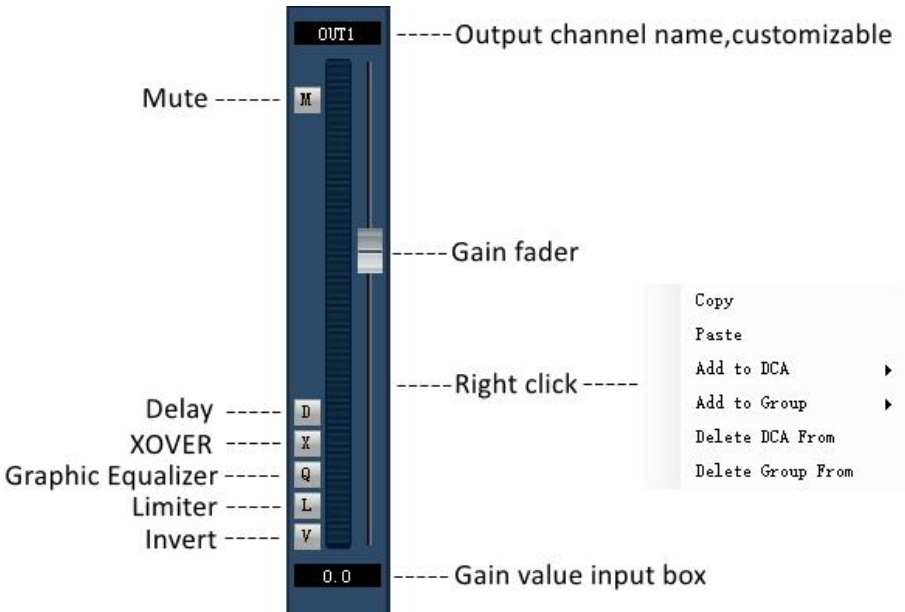 OUT1
Output channel name,customizable
Mute
M
Gain fader
Copy
Paste
Right click
Add to DCA
Add to Group
Delete DCA From
Delete Group From
Delay
D
XOVER
X
Graphic Equalizer
Q
Limiter
L
Invert
V
0.0
Gain value input box